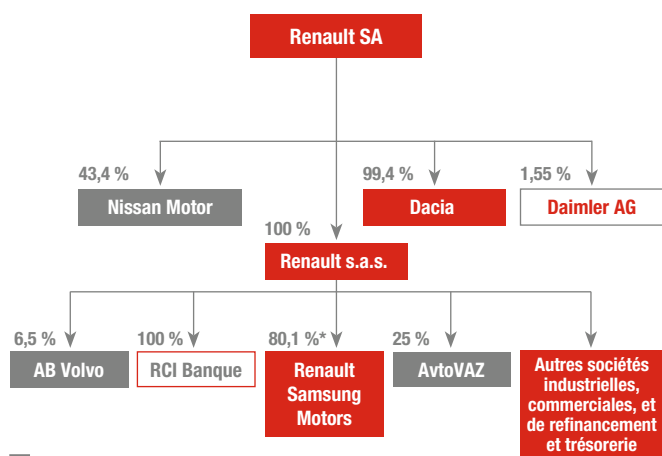 Renault SA
43,4 %
99,4 %
1,55 %
Nissan Motor
Dacia
Daimler AG
100 %
Renault s.a.s.
6,5 %
100 %
80,1 %*
25 %
AB Volvo
RCI Banque
Renault
Samsung
Motors
AvtoVAZ
Autres sociétés
industrielles,
commerciales, et
de refinancement
et trésorerie